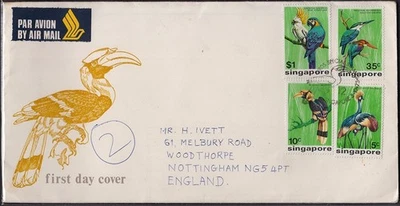 PAR AVION
BY AIR MAIL
$1
singapore
35c
singapore
10c
singapore
5c
singapore
2
MR. H. IVETT
61, MELBURY ROAD
WOODTHORPE
NOTTINGHAM NG5 4PT
ENGLAND.
first day cover